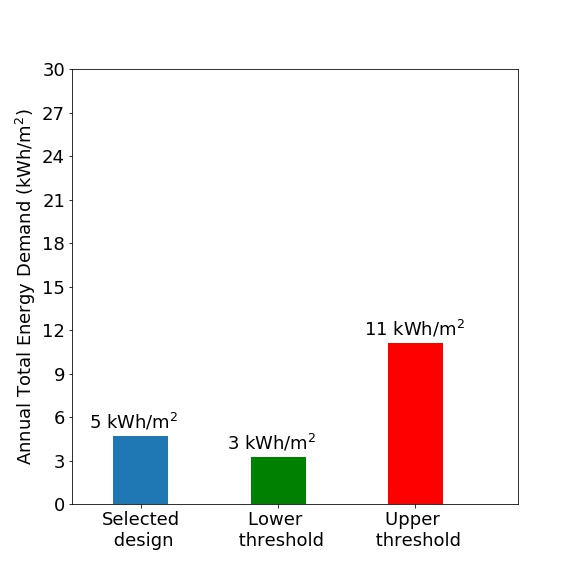 Annual Total Energy Demand (kWh/m²)
30
27
24
21
18
15
12
9
6
3
0
5 kWh/m²
3 kWh/m²
11 kWh/m²
Selected
design
Lower
threshold
Upper
threshold